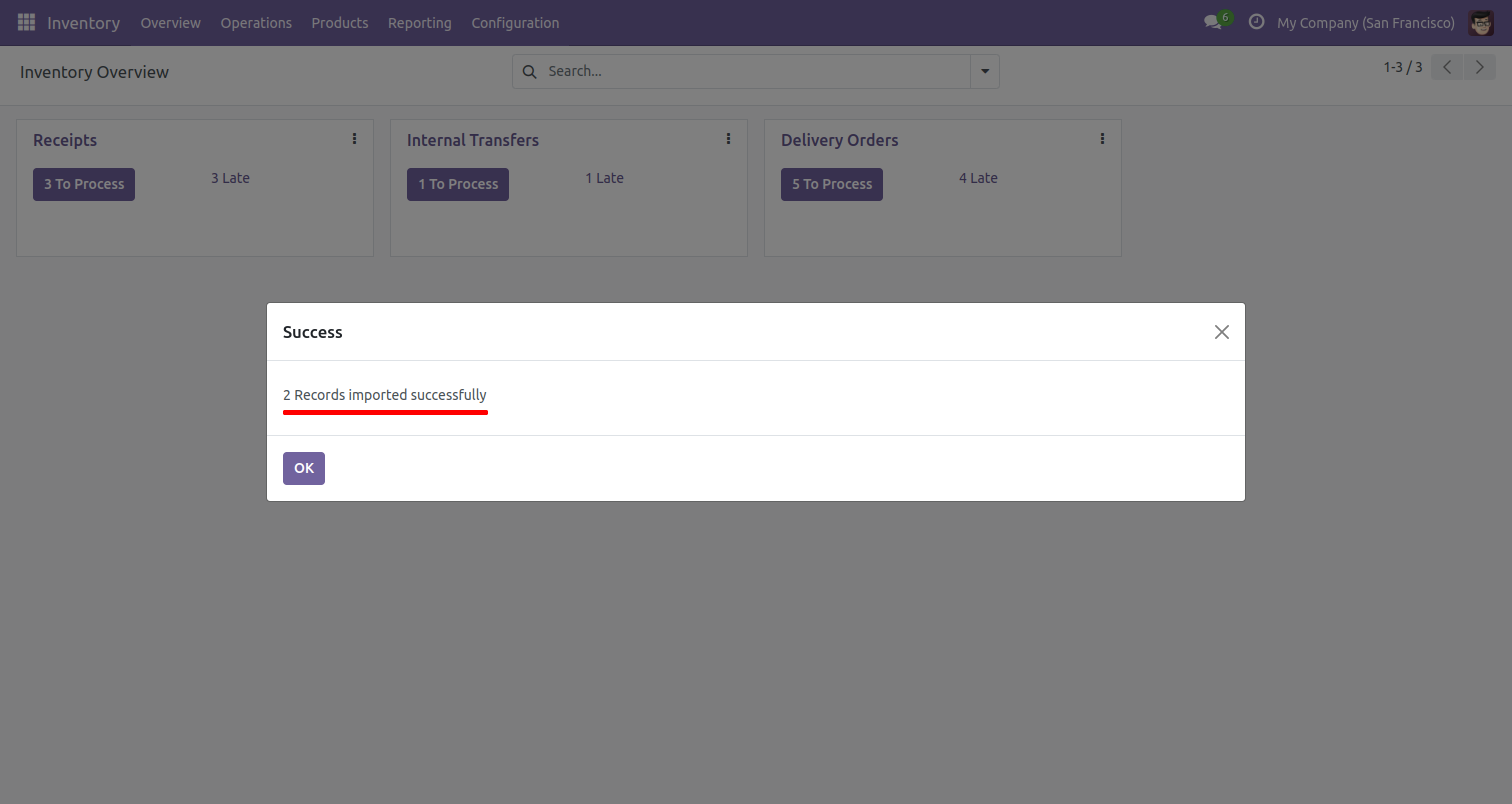 Inventory Overview Operations Products Reporting Configuration 6 My Company (San Francisco)
Inventory Overview Search... 1-3 / 3
Receipts Internal Transfers Delivery Orders
3 To Process 3 Late 1 To Process 1 Late 5 To Process 4 Late
Success
2 Records imported successfully
OK